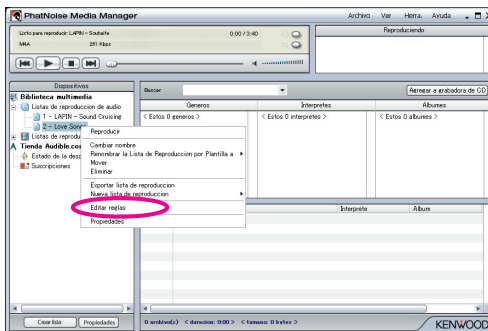 PhatNoise Media Manager
Archivo Ver Herra. Ayuda
Listo para reproducir: LAPIN - Souhaite 0:00 / 3:40
M4A 261 Kbps
Reproduciendo
Dispositivos
Biblioteca multimedia
Listas de reproduccion de audio
1 - LAPIN - Sound Cruising
2 - Love Songs
Listas de reprodu
Tienda Audible.com
Estado de la desc
Suscripciones
Buscar
Agregar a grabadora de CD
Generos Interpretes Albumes
< Estos 0 generos > < Estos 0 interpretes > < Estos 0 albumes >
Reproducir
Cambiar nombre
Renombrar la Lista de Reproduccion por Plantilla a
Mover
Eliminar
Exportar lista de reproduccion
Nueva lista de reproduccion
Editar reglas
Propiedades
Interprete Album
Crear lista Propiedades
0 archivo(s) < duracion: 0:00 > < tamano: 0 bytes >
KENWOOD